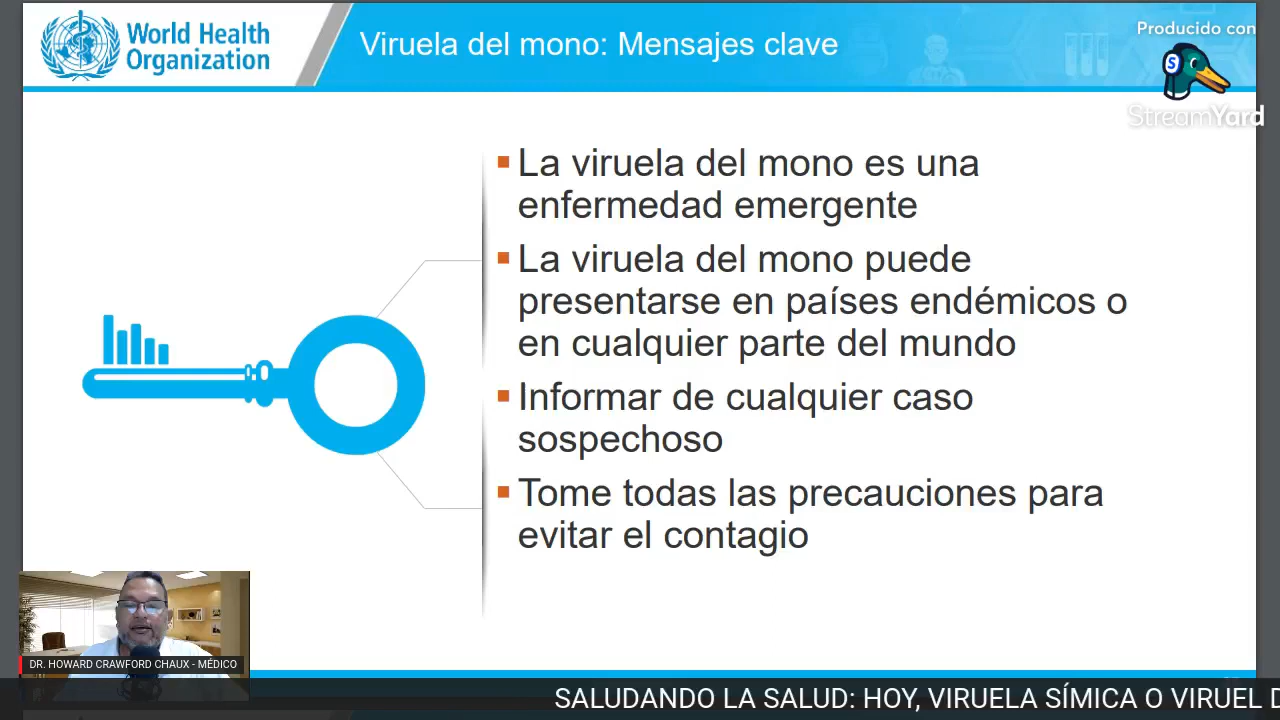 World Health
Organization
Viruela del mono: Mensajes clave
Producido con
StreamYard
La viruela del mono es una
enfermedad emergente
La viruela del mono puede
presentarse en países endémicos o
en cualquier parte del mundo
Informar de cualquier caso
sospechoso
Tome todas las precauciones para
evitar el contagio
DR. HOWARD CRAWFORD CHAUX - MÉDICO
SALUDANDO LA SALUD: HOY, VIRUELA SÍMICA O VIRUEL D